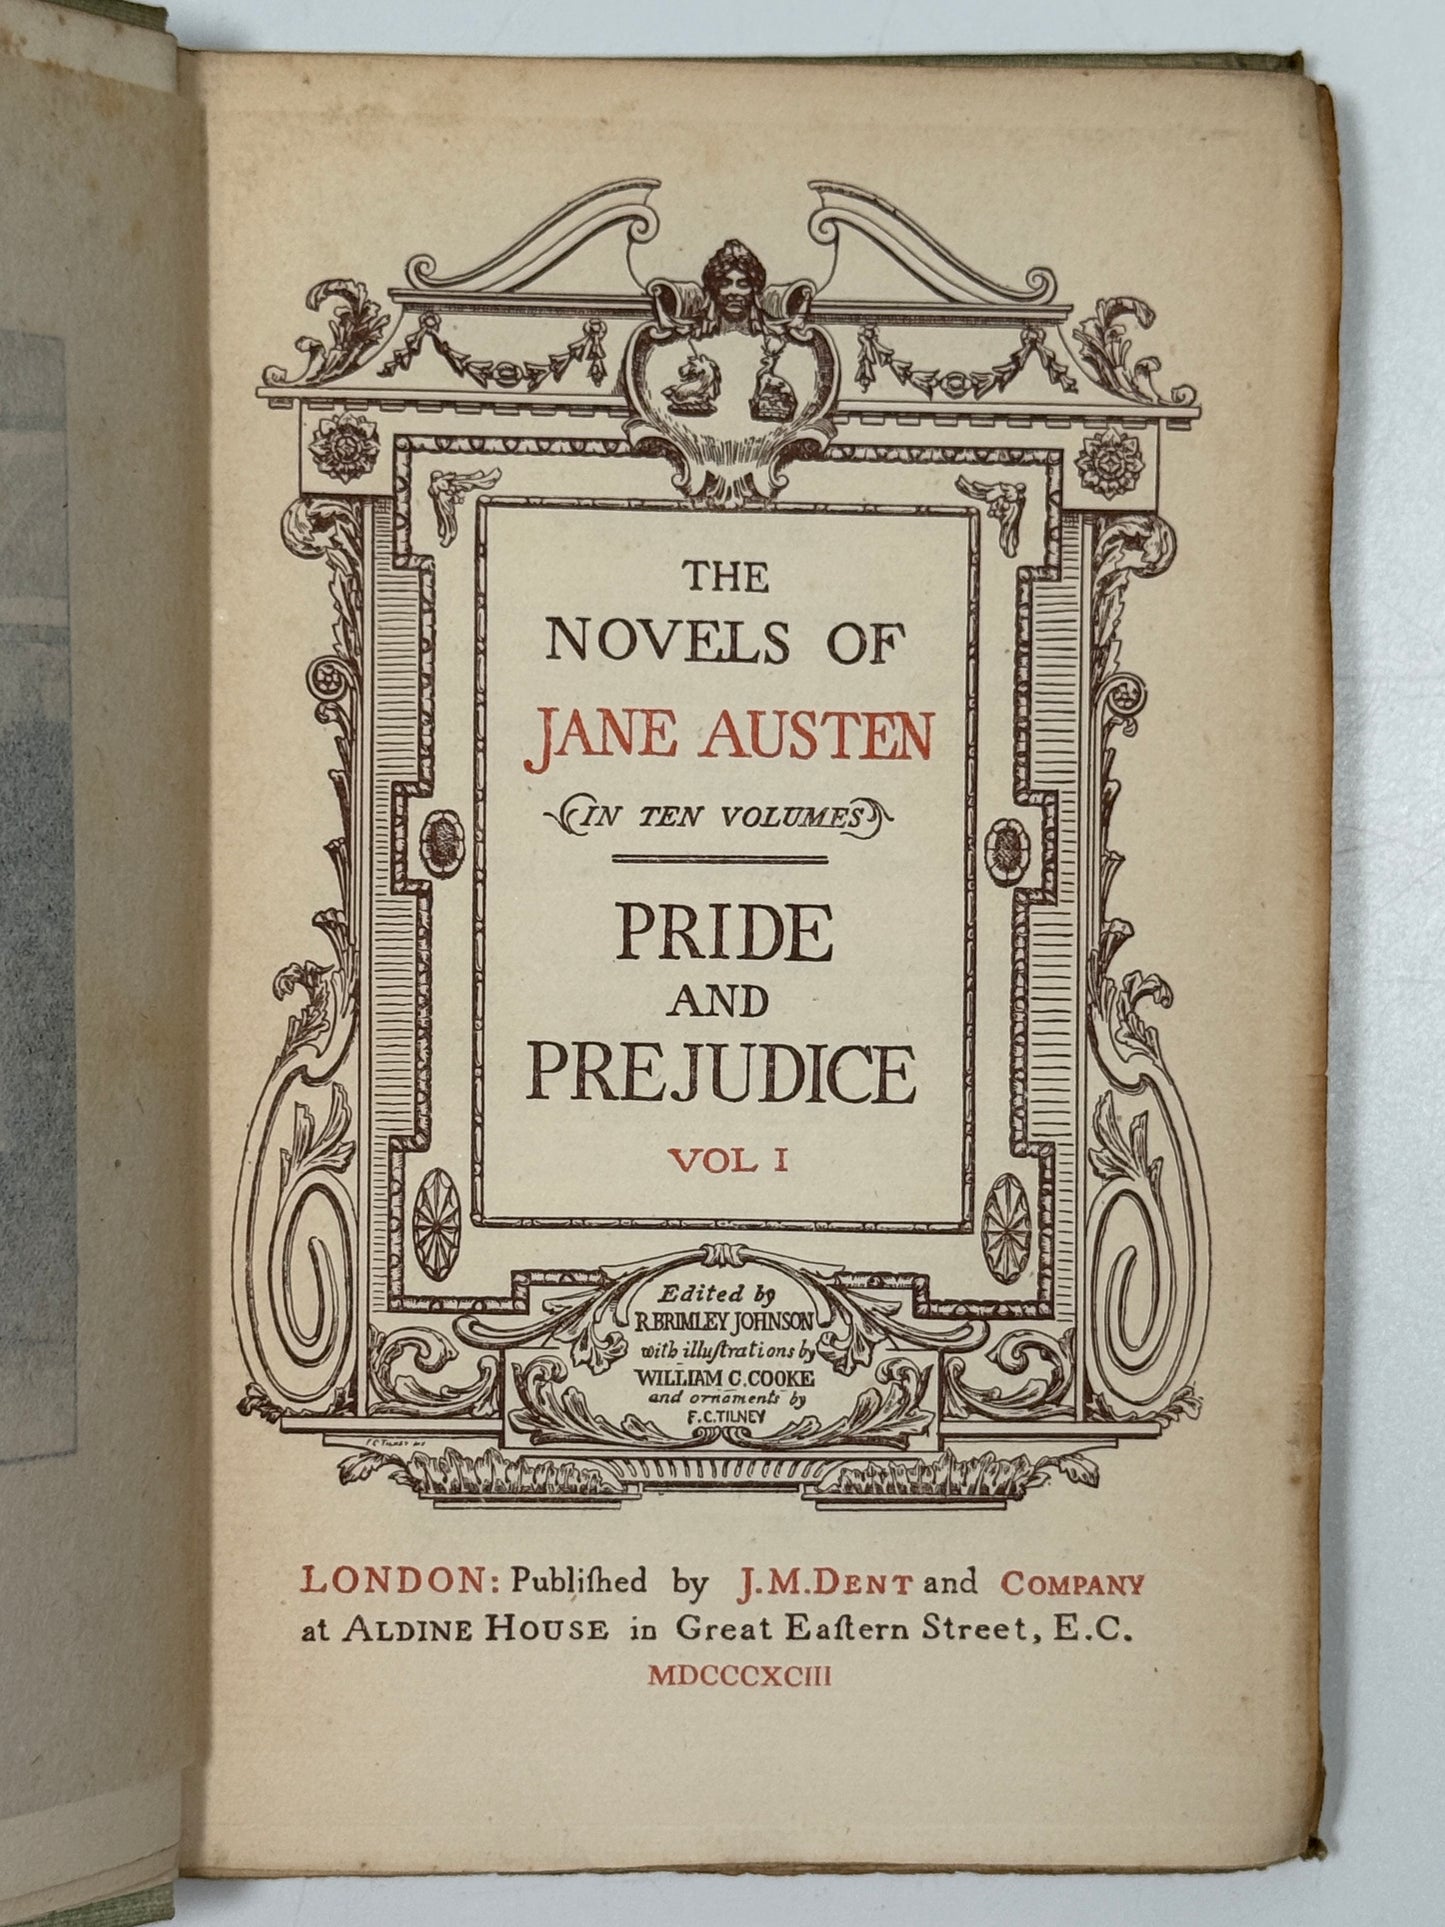 THE
NOVELS OF
JANE AUSTEN
IN TEN VOLUMES
PRIDE
AND
PREJUDICE
VOL I
Edited by
R. BRIMLEY JOHNSON
with illuſtrations by
WILLIAM C. COOKE
and ornaments by
F. C. TILNEY
F C TILNEY
LONDON: Publiſhed by J. M. DENT and COMPANY
at ALDINE HOUSE in Great Eaſtern Street, E.C.
MDCCCXCIII